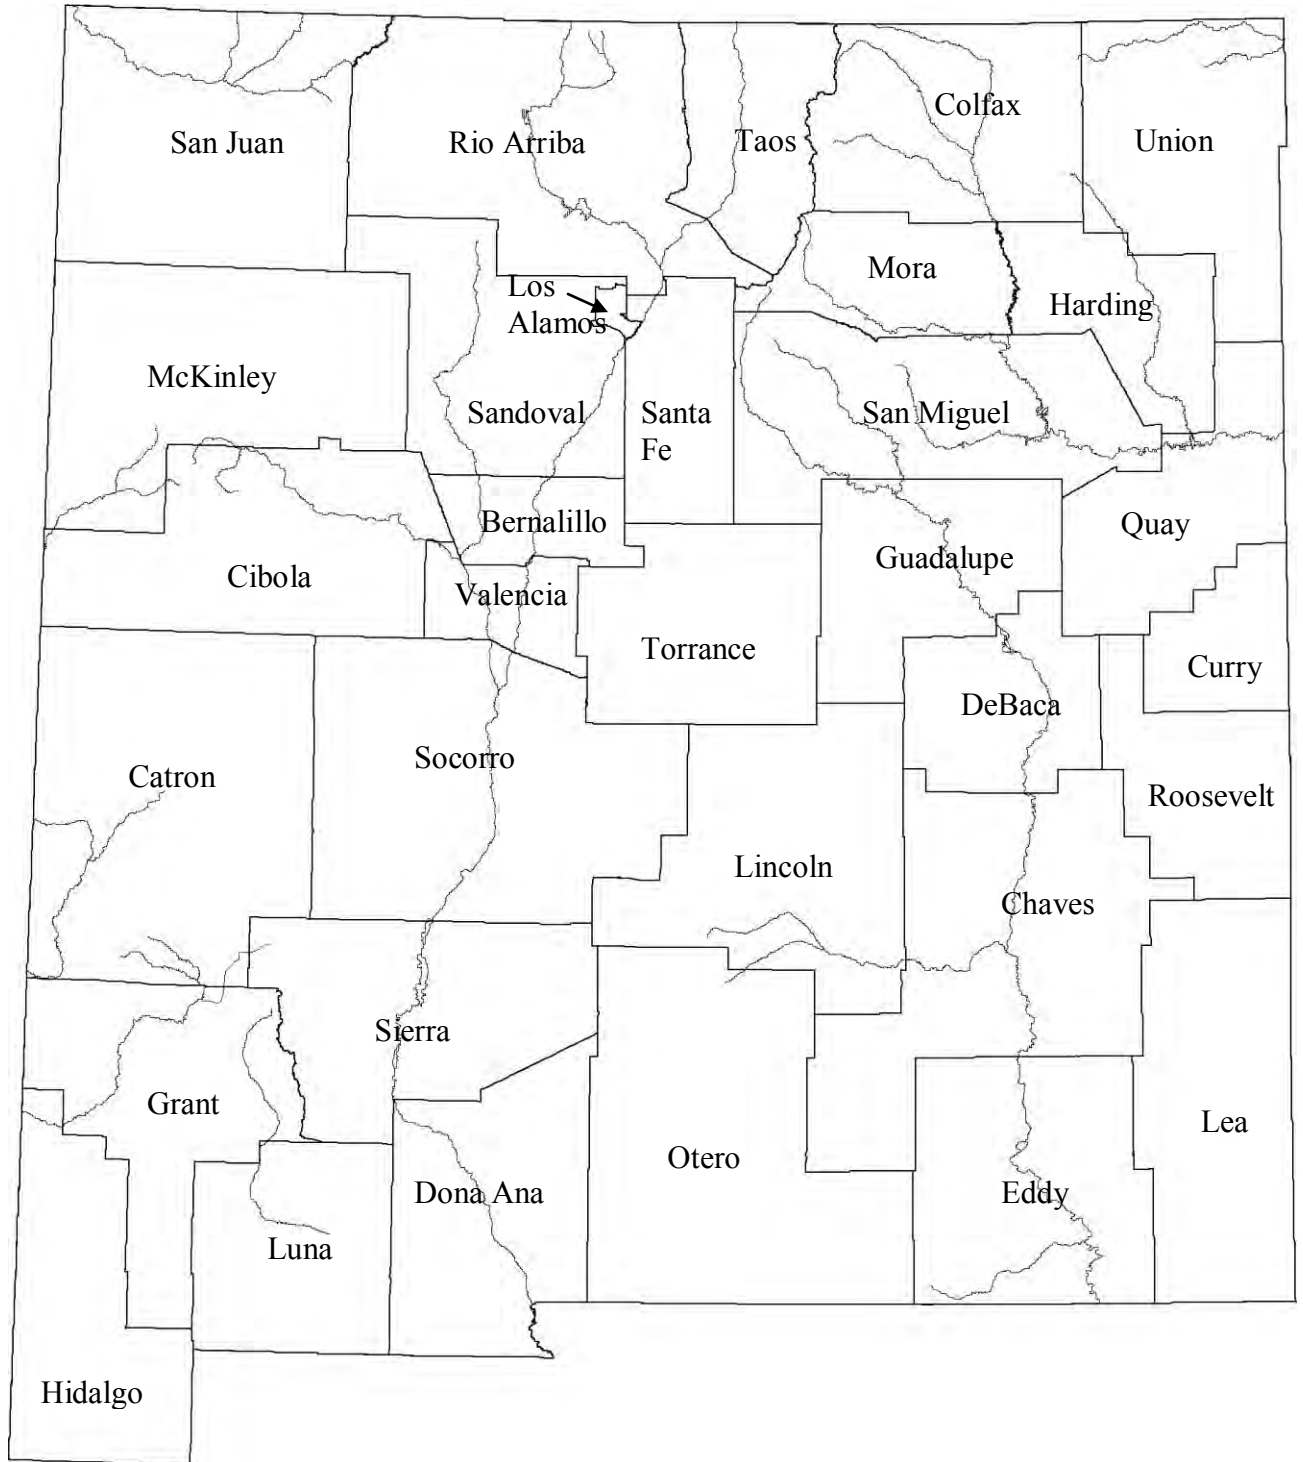 Colfax
San Juan
Rio Arriba
Taos
Union
Mora
Los
Alamos
Harding
McKinley
Sandoval
Santa
Fe
San Miguel
Bernalillo
Quay
Guadalupe
Cibola
Valencia
Torrance
Curry
DeBaca
Socorro
Catron
Roosevelt
Lincoln
Chaves
Sierra
Grant
Lea
Otero
Dona Ana
Eddy
Luna
Hidalgo